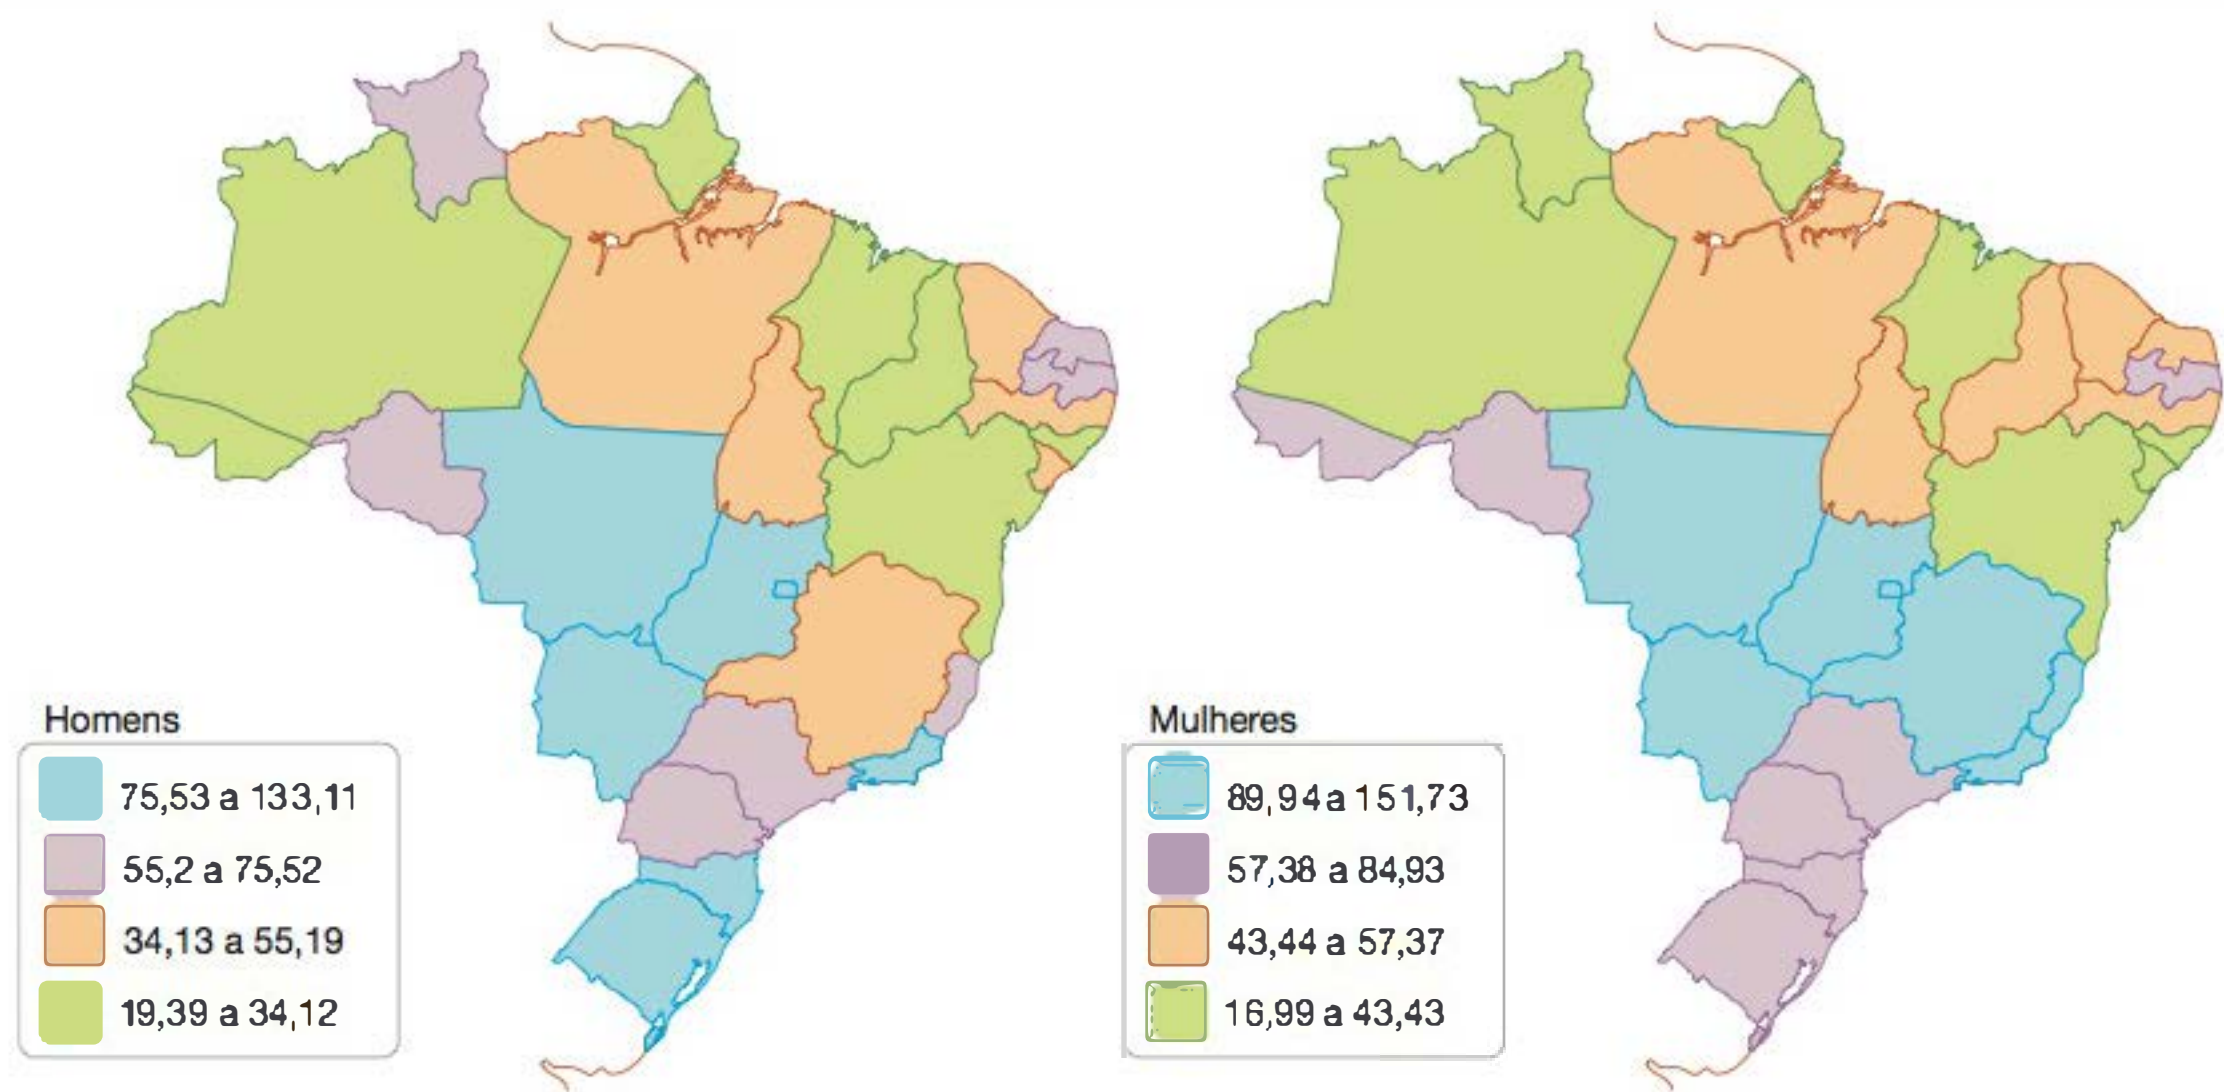 Homens
75,53 a 133,11
55,2 a 75,52
34,13 a 55,19
19,39 a 34,12
Mulheres
89,94 a 151,73
57,38 a 84,93
43,44 a 57,37
16,99 a 43,43